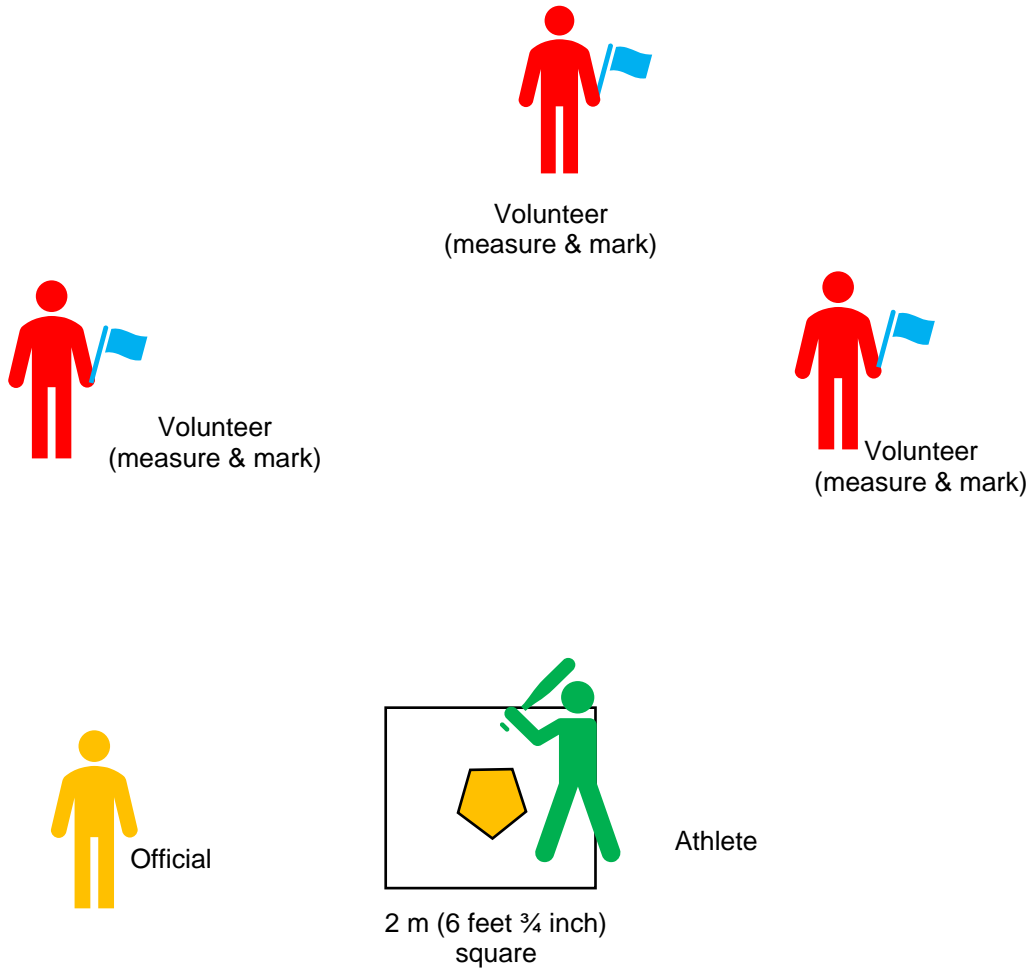 Volunteer
(measure & mark)
Volunteer
(measure & mark)
Volunteer
(measure & mark)
Official
Athlete
2 m (6 feet ¾ inch)
square